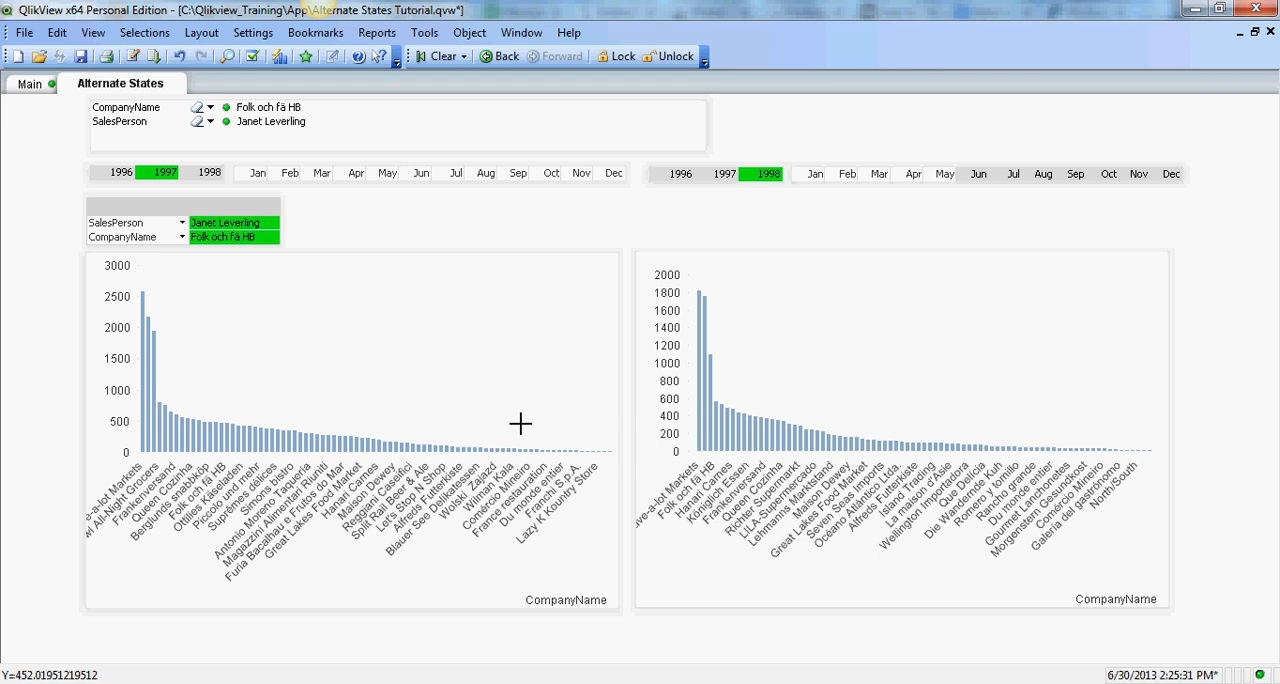 QlikView x64 Personal Edition - [C:\Qlikview_Training\App\Alternate States Tutorial.qvw*]
File Edit View Selections Layout Settings Bookmarks Reports Tools Object Window Help
Clear Back Forward Lock Unlock
Main Alternate States
CompanyName Folk och fä HB
SalesPerson Janet Leverling
1996 1997 1998 Jan Feb Mar Apr May Jun Jul Aug Sep Oct Nov Dec
1996 1997 1998 Jan Feb Mar Apr May Jun Jul Aug Sep Oct Nov Dec
SalesPerson Janet Leverling
CompanyName Folk och fä HB
3000
2500
2000
1500
1000
500
0
e-a-lot Markets
w All-Night Grocers
Frankenversand
Queen Cozinha
Berglunds snabbköp
Folk och fä HB
Ottilies Käseladen
Piccolo und mehr
Suprêmes délices
Simons bistro
Antonio Moreno Taquería
Magazzini Alimentari Riuniti
Furia Bacalhau e Frutos do Mar
Great Lakes Food Market
Hanari Carnes
Maison Dewey
Reggiani Caseifici
Split Rail Beer & Ale
Let's Stop N Shop
Alfreds Futterkiste
Blauer See Delikatessen
Wolski Zajazd
Wilman Kala
Comércio Mineiro
France restauration
Du monde entier
Franchi S.p.A.
Lazy K Kountry Store
CompanyName
2000
1800
1600
1400
1200
1000
800
600
400
200
0
ave-a-lot Markets
Folk och fä HB
Hanari Carnes
Königlich Essen
Frankenversand
Queen Cozinha
Richter Supermarkt
LILA-Supermercado
Lehmanns Marktstand
Maison Dewey
Great Lakes Food Market
Seven Seas Imports
Océano Atlántico Ltda.
Alfreds Futterkiste
Island Trading
La maison d'Asie
Wellington Importadora
Que Delícia
Die Wandernde Kuh
Romero y tomillo
Rancho grande
Du monde entier
Gourmet Lanchonetes
Morgenstern Gesundkost
Comércio Mineiro
Galería del gastrónomo
North/South
CompanyName
Y=452.01951219512 6/30/2013 2:25:31 PM*